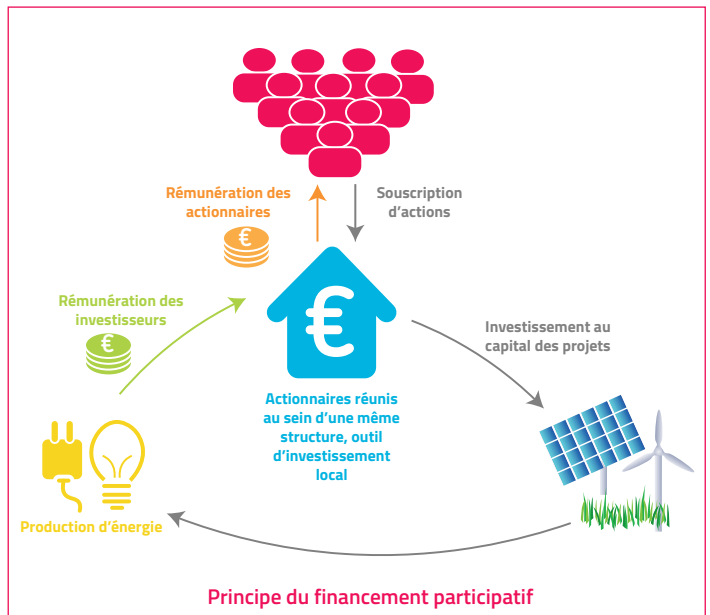 Rémunération des
actionnaires
€
Souscription
d'actions
Rémunération des
investisseurs
€
€
Investissement au
capital des projets
Actionnaires réunis
au sein d'une même
structure, outil
d'investissement
local
Production d'énergie
Principe du financement participatif